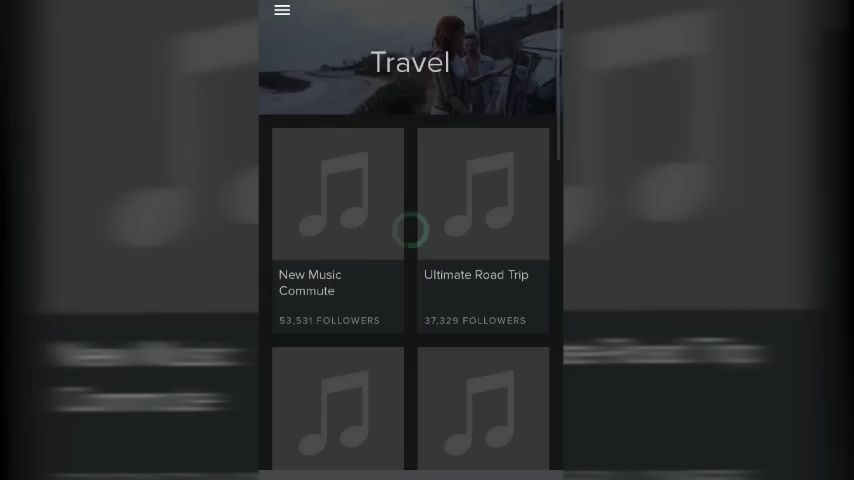 Travel
New Music
Commute
53,531 FOLLOWERS
Ultimate Road Trip
37,329 FOLLOWERS